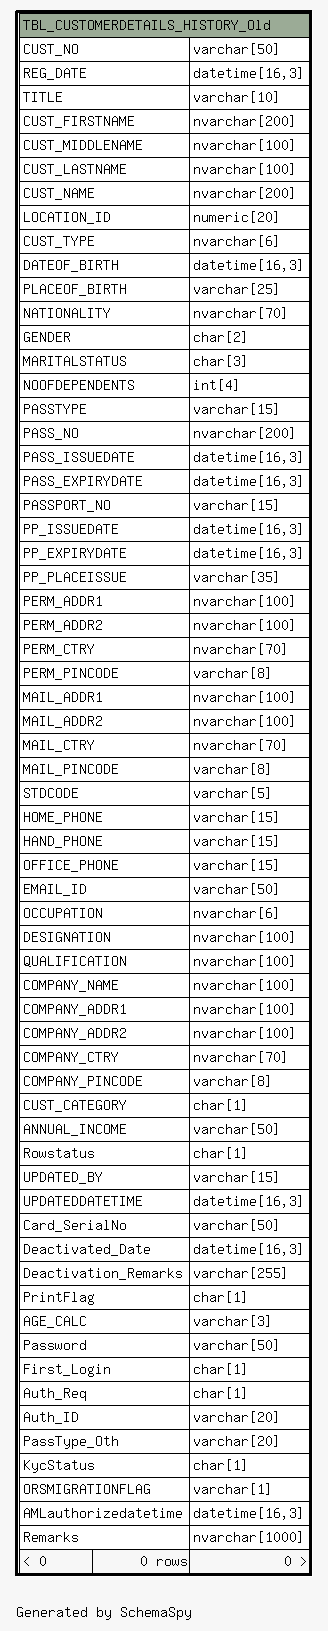 TBL_CUSTOMERDETAILS_HISTORY_Old
CUST_NO varchar[50]
REG_DATE datetime[16,3]
TITLE varchar[10]
CUST_FIRSTNAME nvarchar[200]
CUST_MIDDLENAME nvarchar[100]
CUST_LASTNAME nvarchar[100]
CUST_NAME nvarchar[200]
LOCATION_ID numeric[20]
CUST_TYPE nvarchar[6]
DATEOF_BIRTH datetime[16,3]
PLACEOF_BIRTH varchar[25]
NATIONALITY nvarchar[70]
GENDER char[2]
MARITALSTATUS char[3]
NOOFDEPENDENTS int[4]
PASSTYPE varchar[15]
PASS_NO nvarchar[200]
PASS_ISSUEDATE datetime[16,3]
PASS_EXPIRYDATE datetime[16,3]
PASSPORT_NO varchar[15]
PP_ISSUEDATE datetime[16,3]
PP_EXPIRYDATE datetime[16,3]
PP_PLACEISSUE varchar[35]
PERM_ADDR1 nvarchar[100]
PERM_ADDR2 nvarchar[100]
PERM_CTRY nvarchar[70]
PERM_PINCODE varchar[8]
MAIL_ADDR1 nvarchar[100]
MAIL_ADDR2 nvarchar[100]
MAIL_CTRY nvarchar[70]
MAIL_PINCODE varchar[8]
STDCODE varchar[5]
HOME_PHONE varchar[15]
HAND_PHONE varchar[15]
OFFICE_PHONE varchar[15]
EMAIL_ID varchar[50]
OCCUPATION nvarchar[6]
DESIGNATION nvarchar[100]
QUALIFICATION nvarchar[100]
COMPANY_NAME nvarchar[100]
COMPANY_ADDR1 nvarchar[100]
COMPANY_ADDR2 nvarchar[100]
COMPANY_CTRY nvarchar[70]
COMPANY_PINCODE varchar[8]
CUST_CATEGORY char[1]
ANNUAL_INCOME varchar[50]
Rowstatus char[1]
UPDATED_BY varchar[15]
UPDATEDDATETIME datetime[16,3]
Card_SerialNo varchar[50]
Deactivated_Date datetime[16,3]
Deactivation_Remarks varchar[255]
PrintFlag char[1]
AGE_CALC varchar[3]
Password varchar[50]
First_Login char[1]
Auth_Req char[1]
Auth_ID varchar[20]
PassType_Oth varchar[20]
KycStatus char[1]
ORSMIGRATIONFLAG varchar[1]
AMLauthorizedatetime datetime[16,3]
Remarks nvarchar[1000]
< 0 0 rows 0 >
Generated by SchemaSpy